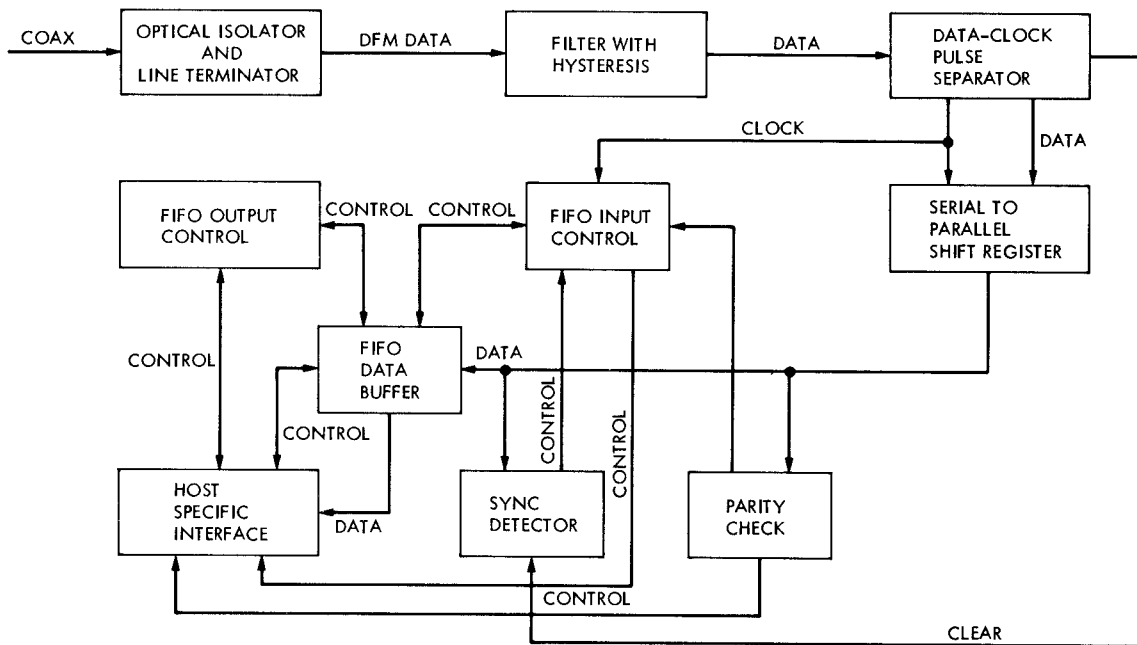 COAX
OPTICAL ISOLATOR
AND
LINE TERMINATOR
DFM DATA
FILTER WITH
HYSTERESIS
DATA
DATA-CLOCK
PULSE
SEPARATOR
CLOCK
DATA
FIFO OUTPUT
CONTROL
CONTROL
CONTROL
FIFO INPUT
CONTROL
SERIAL TO
PARALLEL
SHIFT REGISTER
CONTROL
FIFO
DATA
BUFFER
DATA
CONTROL
CONTROL
CONTROL
HOST
SPECIFIC
INTERFACE
DATA
SYNC
DETECTOR
PARITY
CHECK
CONTROL
CLEAR